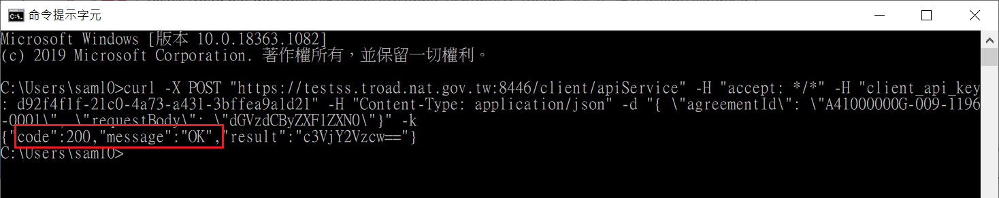 命令提示字元
Microsoft Windows [版本 10.0.18363.1082]
(c) 2019 Microsoft Corporation. 著作權所有，並保留一切權利。
C:\Users\saml0>curl -X POST "https://testss.troad.nat.gov.tw:8446/client/apiService" -H "accept: */*" -H "client_api_key
: d92f4f1f-21c0-4a73-a431-3bffea9a1d21" -H "Content-Type: application/json" -d "{ \"agreementId\": \"A41000000G-009-1196
-0001\", \"requestBody\": \"dGVzdCByZXF1ZXN0\"}" -k
{"code":200,"message":"OK","result":"c3VjY2Vzcw=="}
C:\Users\saml0>